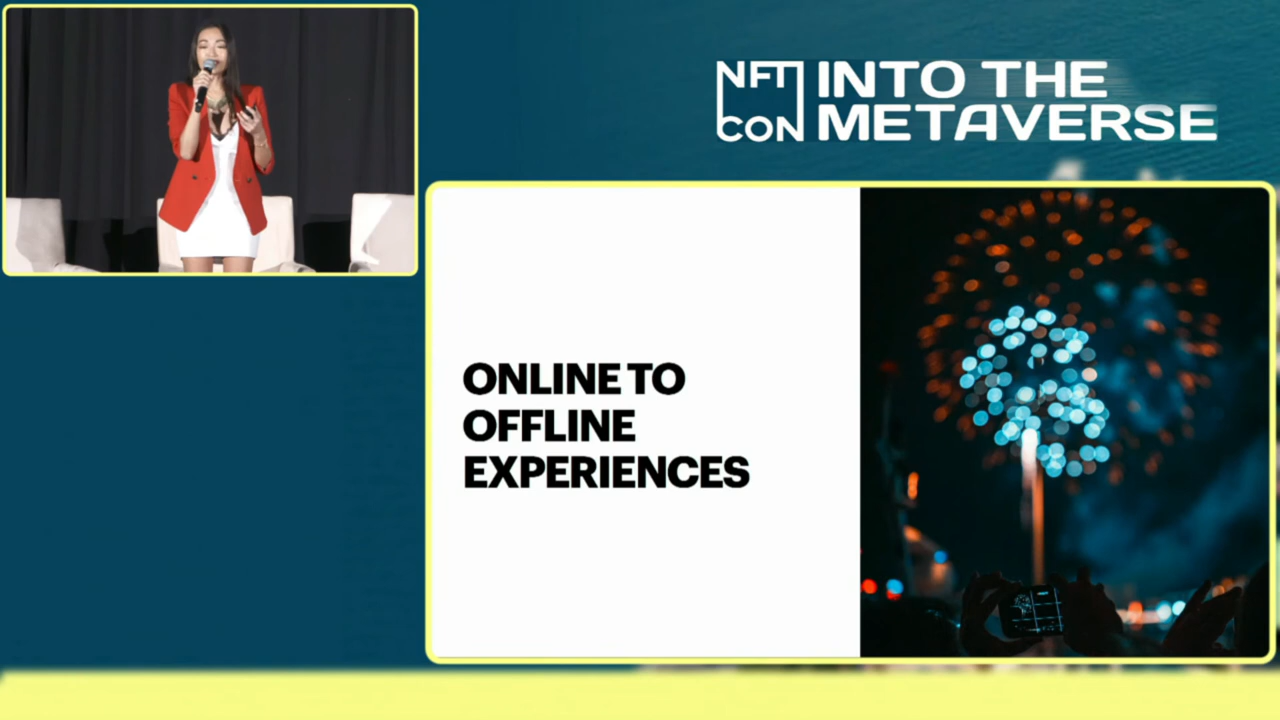 NFT
CON
INTO THE
METAVERSE
ONLINE TO
OFFLINE
EXPERIENCES